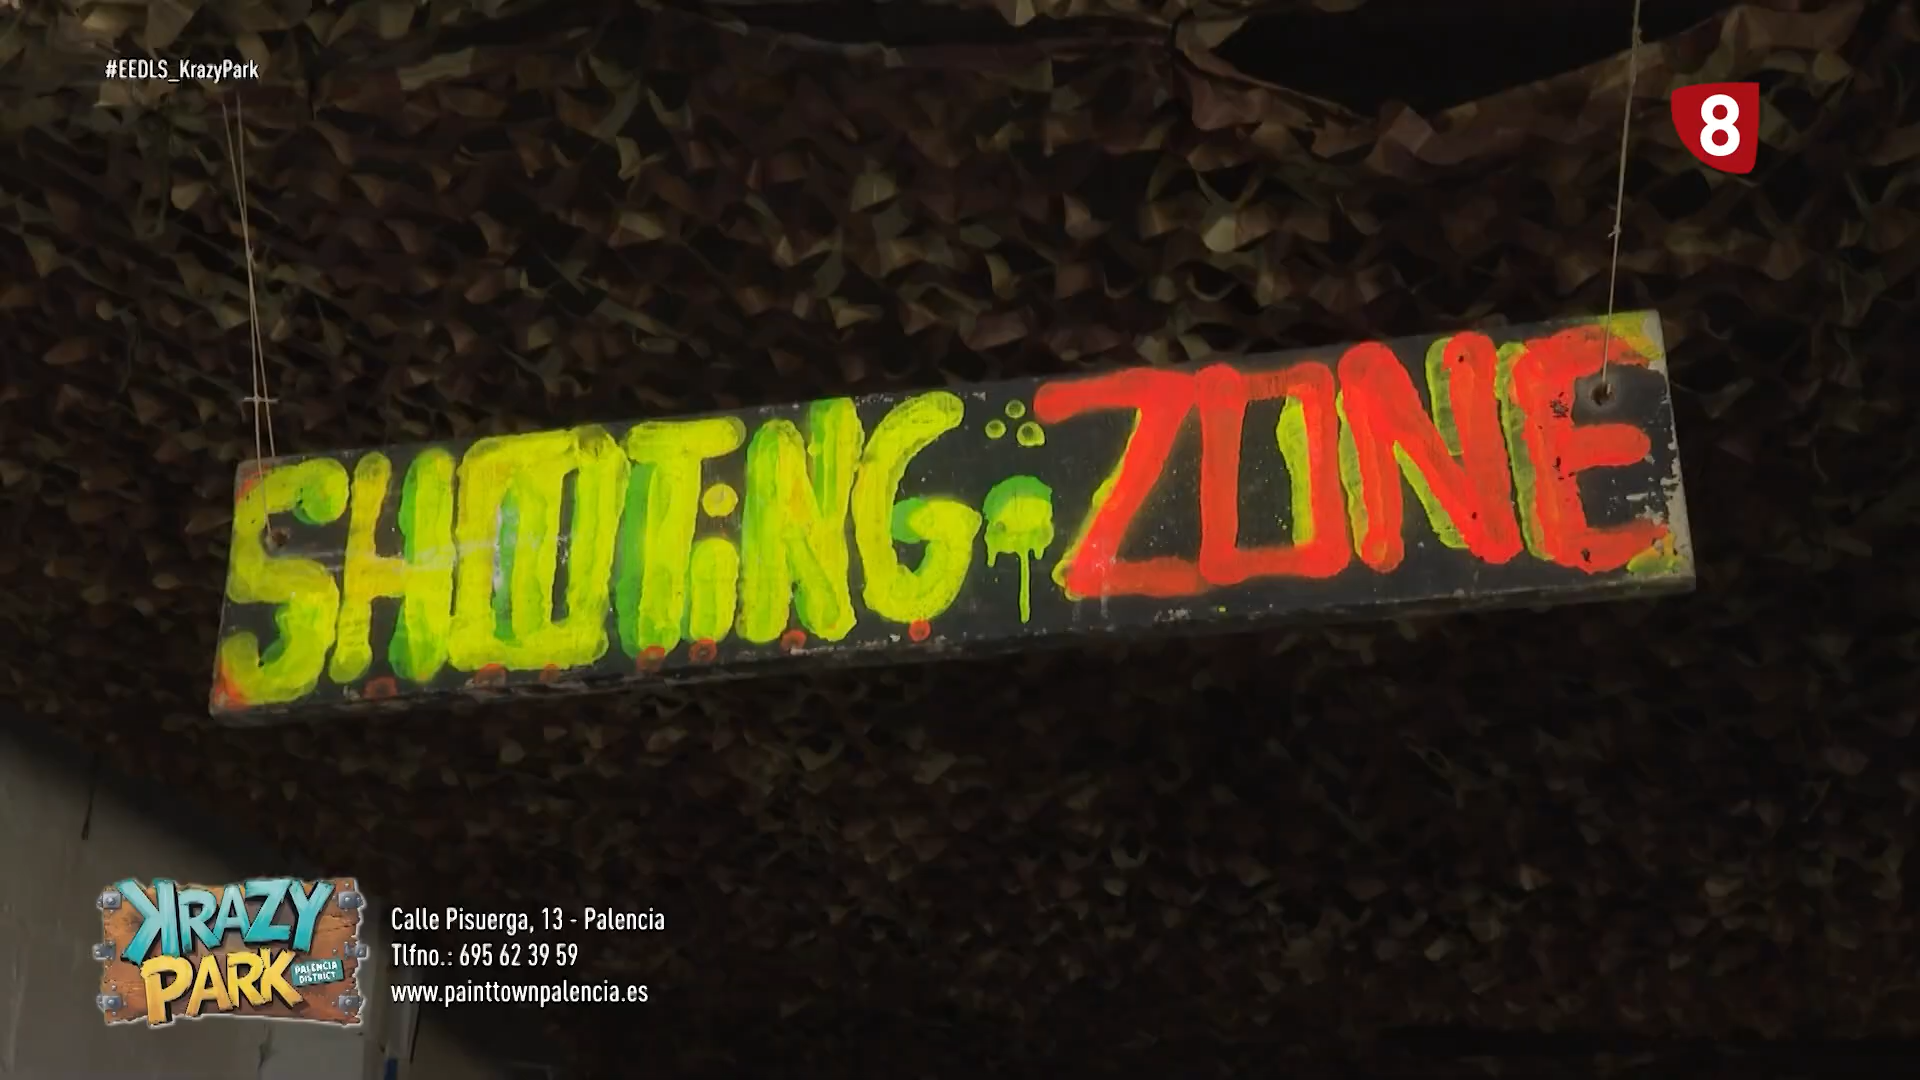 #EEDLS_KrazyPark
8
SHOOTiNG ZONE
KRAZY
PARK
PALENCIA
DISTRICT
Calle Pisuerga, 13 - Palencia
Tlfno.: 695 62 39 59
www.painttownpalencia.es